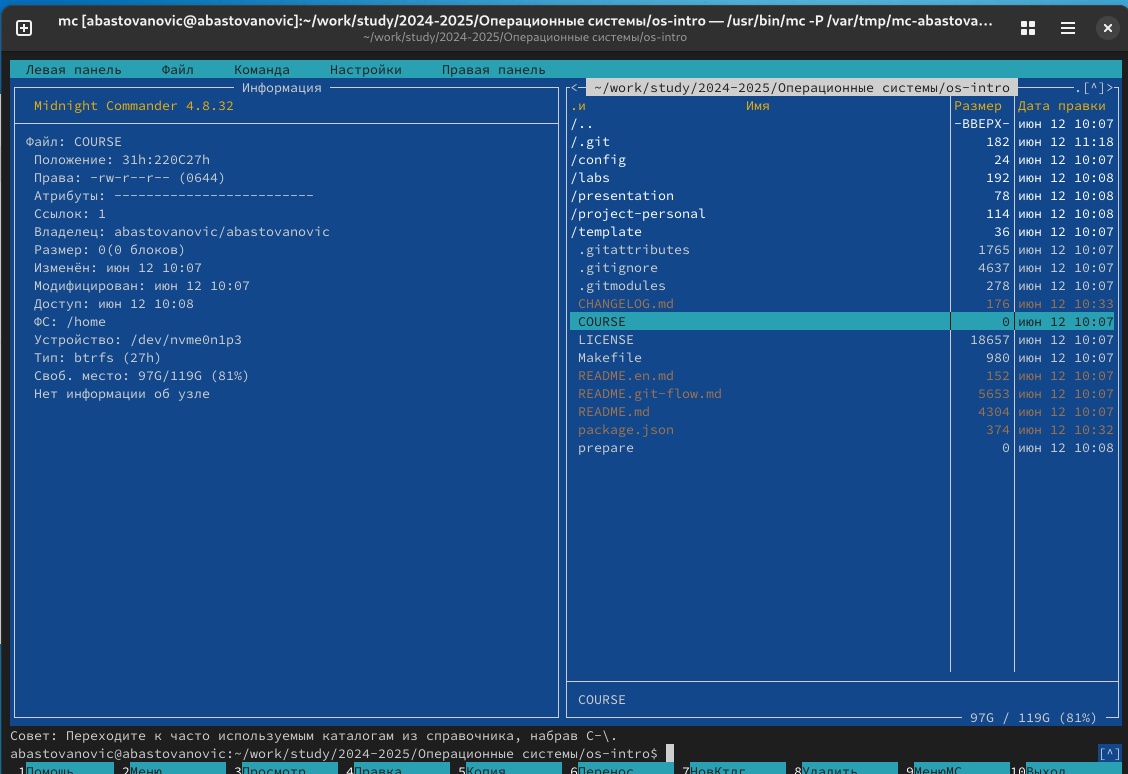 mc [abastovanovic@abastovanovic]:~/work/study/2024-2025/Операционные системы/os-intro — /usr/bin/mc -P /var/tmp/mc-abastova…
~/work/study/2024-2025/Операционные системы/os-intro
Левая панель Файл Команда Настройки Правая панель
Информация
Midnight Commander 4.8.32
Файл: COURSE
Положение: 31h:220C27h
Права: -rw-r--r-- (0644)
Атрибуты: -------------------------
Ссылок: 1
Владелец: abastovanovic/abastovanovic
Размер: 0(0 блоков)
Изменён: июн 12 10:07
Модифицирован: июн 12 10:07
Доступ: июн 12 10:08
ФС: /home
Устройство: /dev/nvme0n1p3
Тип: btrfs (27h)
Своб. место: 97G/119G (81%)
Нет информации об узле
<─ ~/work/study/2024-2025/Операционные системы/os-intro .[^]>
.и Имя Размер Дата правки
/.. -ВВЕРХ- июн 12 10:07
/.git 182 июн 12 11:18
/config 24 июн 12 10:07
/labs 192 июн 12 10:08
/presentation 78 июн 12 10:08
/project-personal 114 июн 12 10:08
/template 36 июн 12 10:07
.gitattributes 1765 июн 12 10:07
.gitignore 4637 июн 12 10:07
.gitmodules 278 июн 12 10:07
CHANGELOG.md 176 июн 12 10:33
COURSE 0 июн 12 10:07
LICENSE 18657 июн 12 10:07
Makefile 980 июн 12 10:07
README.en.md 152 июн 12 10:07
README.git-flow.md 5653 июн 12 10:07
README.md 4304 июн 12 10:07
package.json 374 июн 12 10:32
prepare 0 июн 12 10:08
COURSE
97G / 119G (81%)
Совет: Переходите к часто используемым каталогам из справочника, набрав C-\.
abastovanovic@abastovanovic:~/work/study/2024-2025/Операционные системы/os-intro$ [^]
1Помощь 2Меню 3Просмотр 4Правка 5Копия 6Перенос 7НовКтлг 8Удалить 9МенюMC 10Выход